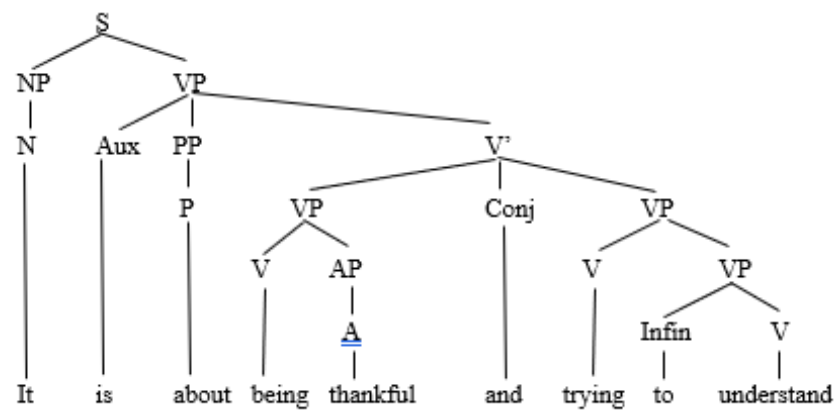 S
NP VP
N Aux PP V'
P VP Conj VP
V AP V VP
A Infin V
It is about being thankful and trying to understand